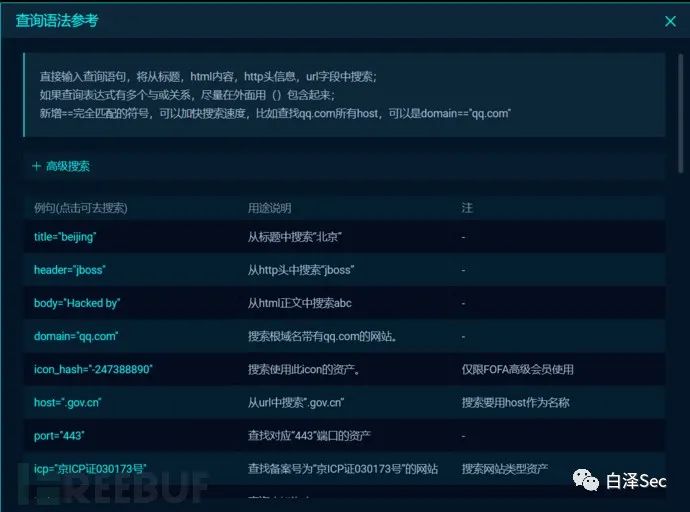 查询语法参考
直接输入查询语句，将从标题，html内容，http头信息，url字段中搜索；
如果查询表达式有多个与或关系，尽量在外面用（）包含起来；
新增==完全匹配的符号，可以加快搜索速度，比如查找qq.com所有host，可以是domain=="qq.com"
+ 高级搜索
例句(点击可去搜索) 用途说明 注
title="beijing" 从标题中搜索"北京" -
header="jboss" 从http头中搜索"jboss" -
body="Hacked by" 从html正文中搜索abc -
domain="qq.com" 搜索根域名带有qq.com的网站。 -
icon_hash="-247388890" 搜索使用此icon的资产。 仅限FOFA高级会员使用
host=".gov.cn" 从url中搜索".gov.cn" 搜索要用host作为名称
port="443" 查找对应"443"端口的资产 -
icp="京ICP证030173号" 查找备案号为"京ICP证030173号"的网站 搜索网站类型资产
FREEBUF
白泽Sec